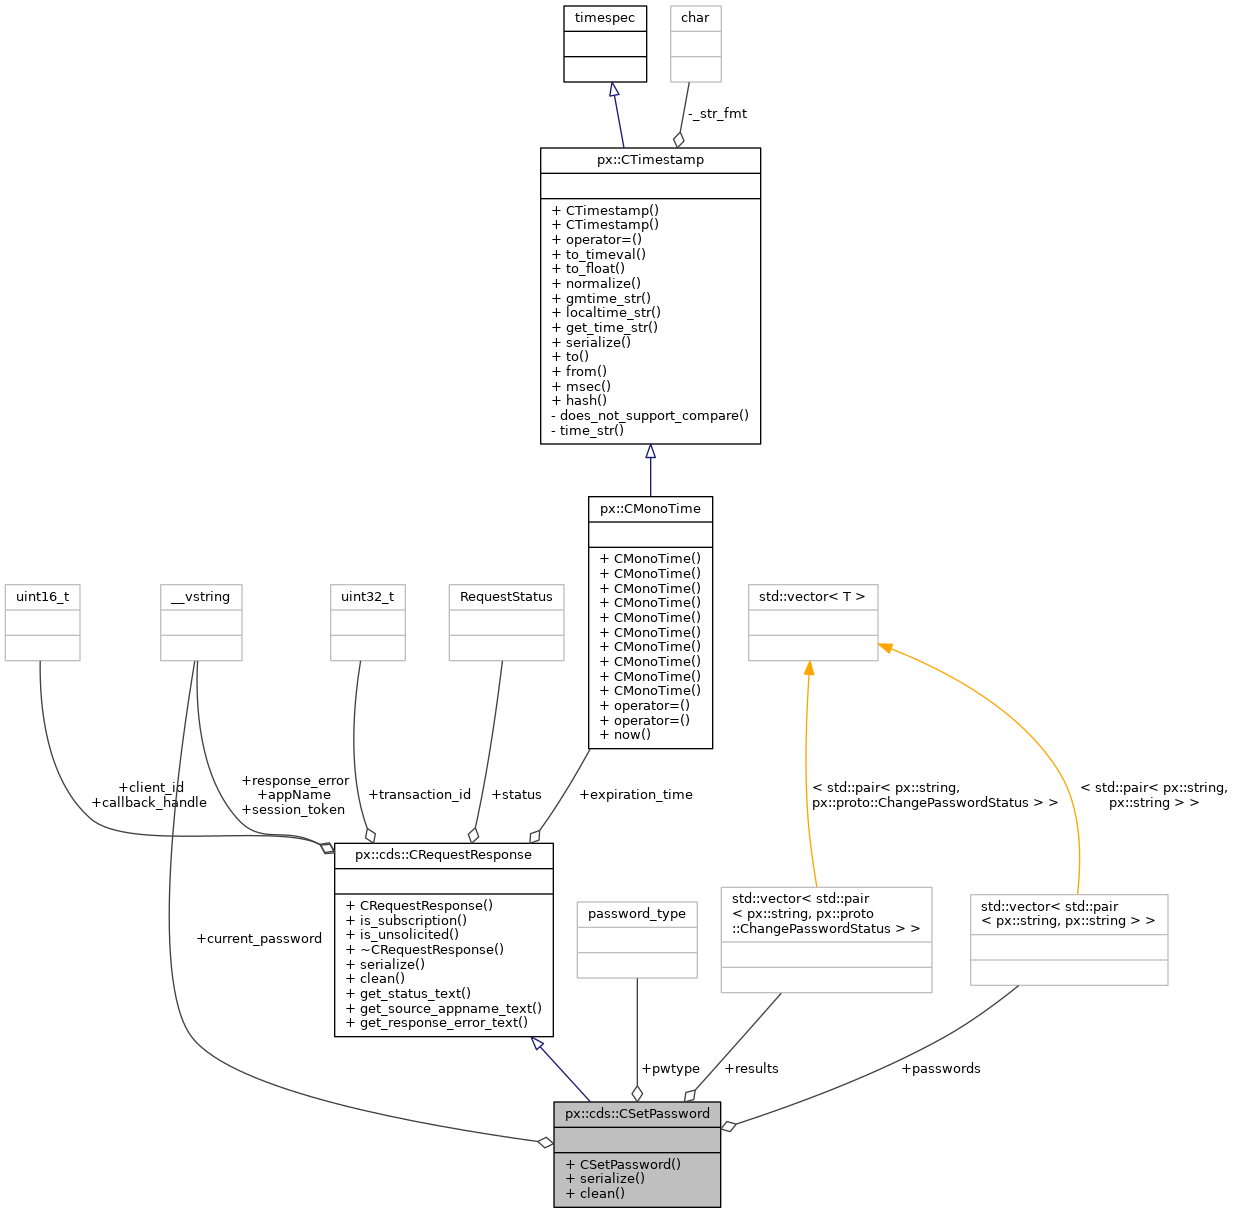 timespec
char
-_str_fmt
px::CTimestamp
+ CTimestamp()
+ CTimestamp()
+ operator=()
+ to_timeval()
+ to_float()
+ normalize()
+ gmtime_str()
+ localtime_str()
+ get_time_str()
+ serialize()
+ to()
+ from()
+ msec()
+ hash()
- does_not_support_compare()
- time_str()
px::CMonoTime
+ CMonoTime()
+ CMonoTime()
+ CMonoTime()
+ CMonoTime()
+ CMonoTime()
+ CMonoTime()
+ CMonoTime()
+ CMonoTime()
+ CMonoTime()
+ CMonoTime()
+ operator=()
+ operator=()
+ now()
uint16_t
__vstring
uint32_t
RequestStatus
std::vector< T >
+client_id
+callback_handle
+response_error
+appName
+session_token
+transaction_id
+status
+expiration_time
< std::pair< px::string,
px::proto::ChangePasswordStatus > >
< std::pair< px::string,
px::string > >
px::cds::CRequestResponse
+ CRequestResponse()
+ is_subscription()
+ is_unsolicited()
+ ~CRequestResponse()
+ serialize()
+ clean()
+ get_status_text()
+ get_source_appname_text()
+ get_response_error_text()
password_type
std::vector< std::pair
< px::string, px::proto
::ChangePasswordStatus > >
std::vector< std::pair
< px::string, px::string > >
+current_password
+pwtype
+results
+passwords
px::cds::CSetPassword
+ CSetPassword()
+ serialize()
+ clean()